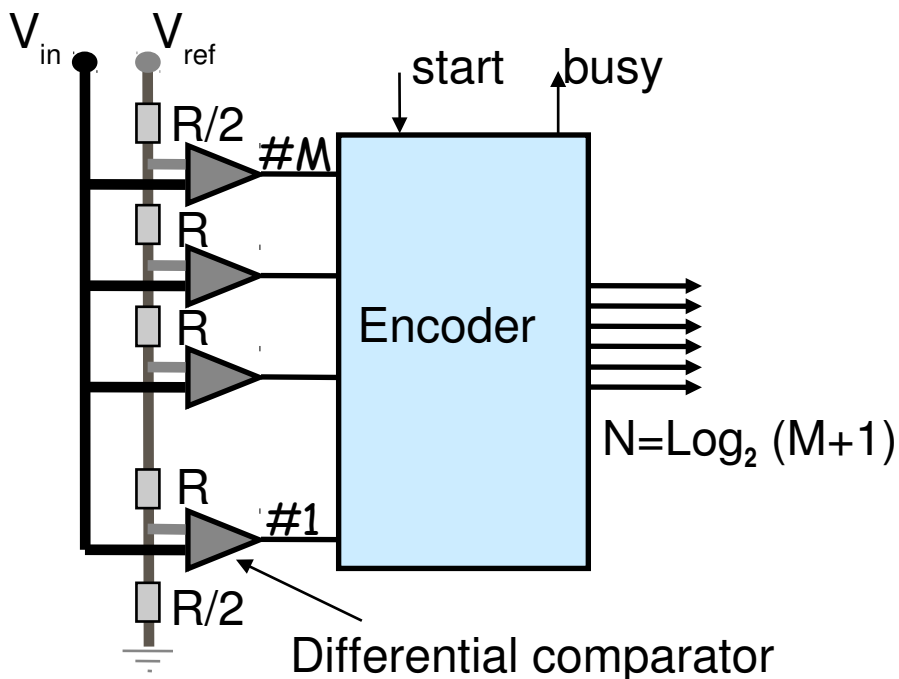 V_in V_ref
start busy
R/2
#M
R
R
Encoder
N=Log₂ (M+1)
R
#1
R/2
Differential comparator